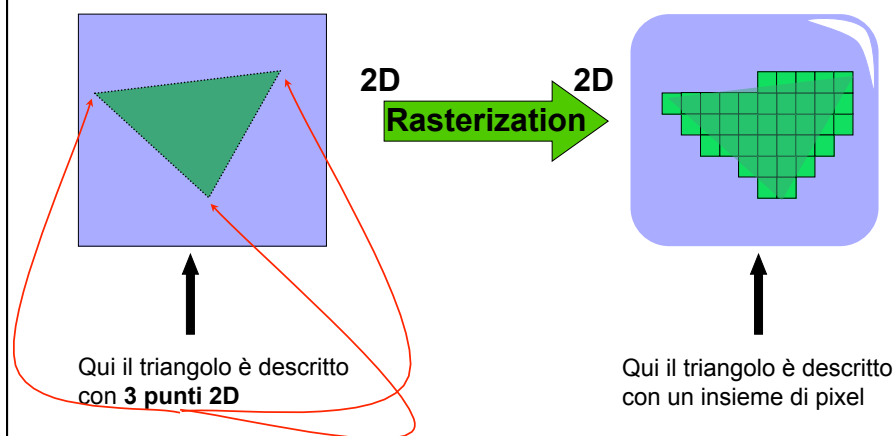 2D
2D
Rasterization
Qui il triangolo è descritto
con 3 punti 2D
Qui il triangolo è descritto
con un insieme di pixel